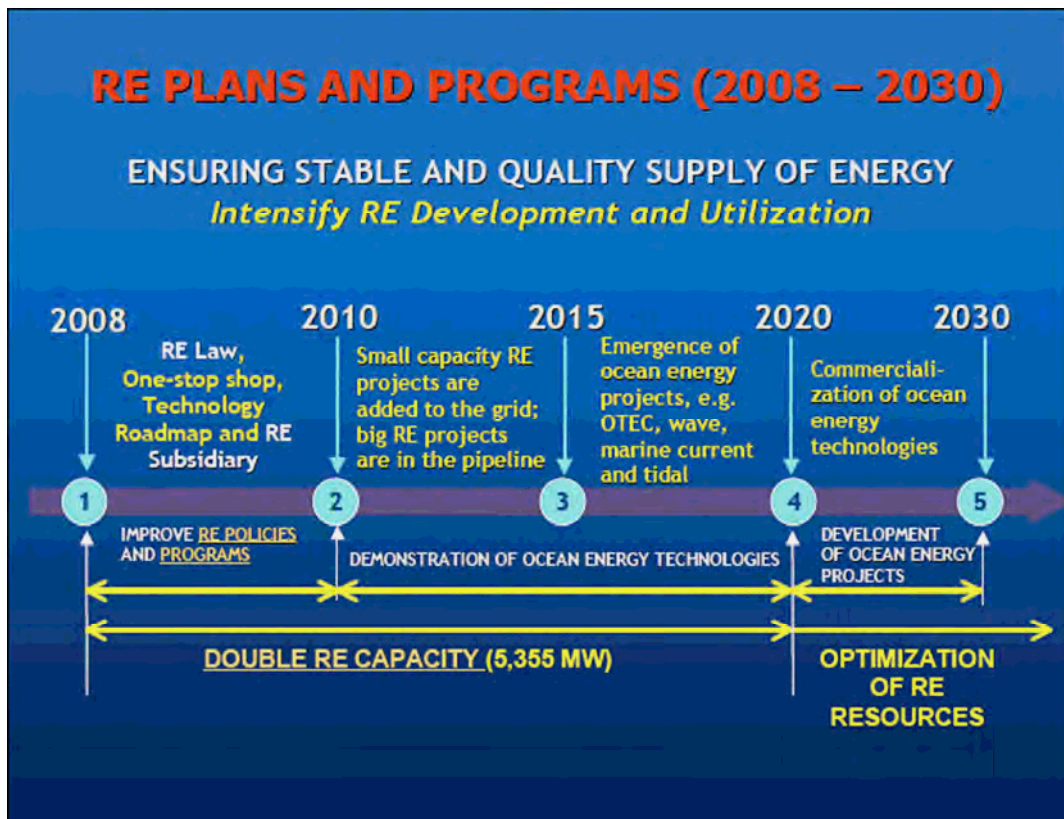 RE PLANS AND PROGRAMS (2008 – 2030)
ENSURING STABLE AND QUALITY SUPPLY OF ENERGY
Intensify RE Development and Utilization
2008
2010
2015
2020
2030
RE Law,
One-stop shop,
Technology
Roadmap and RE
Subsidiary
Small capacity RE
projects are
added to the grid;
big RE projects
are in the pipeline
Emergence of
ocean energy
projects, e.g.
OTEC, wave,
marine current
and tidal
Commerciali-
zation of ocean
energy
technologies
1
2
3
4
5
IMPROVE RE POLICIES
AND PROGRAMS
DEMONSTRATION OF OCEAN ENERGY TECHNOLOGIES
DEVELOPMENT
OF OCEAN ENERGY
PROJECTS
DOUBLE RE CAPACITY (5,355 MW)
OPTIMIZATION
OF RE
RESOURCES